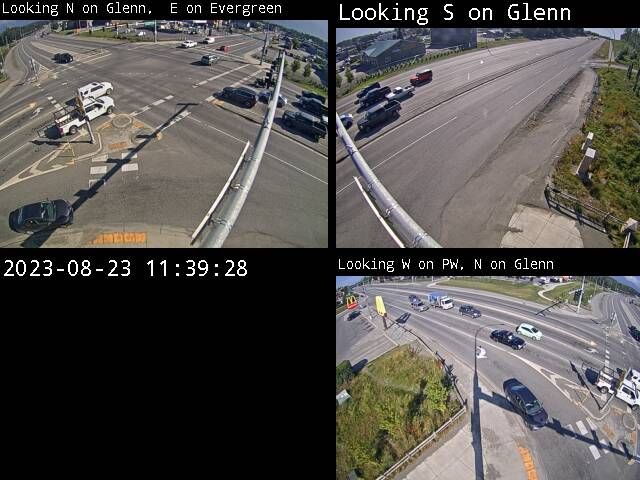 Looking N on Glenn,  E on Evergreen
Looking S on Glenn
2023-08-23 11:39:28
Looking W on PW, N on Glenn